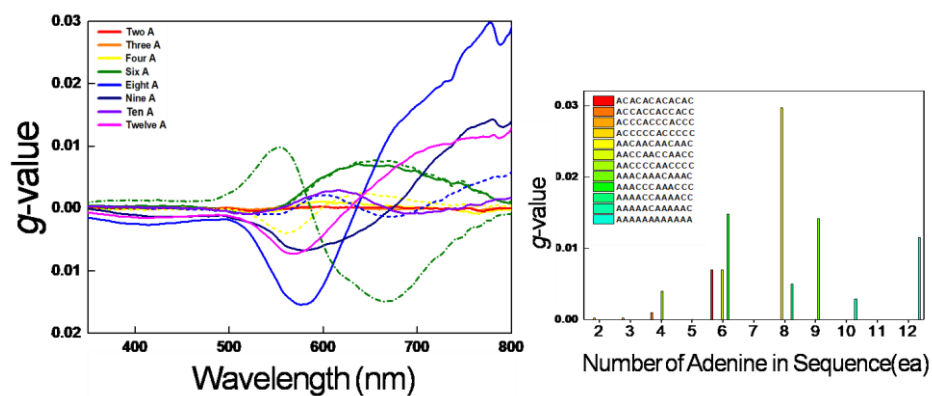 0.03
0.02
0.01
0.00
0.01
0.02
g-value
Two A
Three A
Four A
Six A
Eight A
Nine A
Ten A
Twelve A
400 500 600 700 800
Wavelength (nm)
0.03
0.02
0.01
0.00
g-value
ACACACACACAC
ACCACCACCACC
ACCCACCCACCC
ACCCCCACCCCC
AACAACAACAAC
AACCAACCAACC
AACCCCAACCCC
AAACAAACAAAC
AAACCCAAACCC
AAAACCAAAACC
AAAAACAAAAAC
AAAAAAAAAAAA
2 3 4 5 6 7 8 9 10 11 12
Number of Adenine in Sequence(ea)